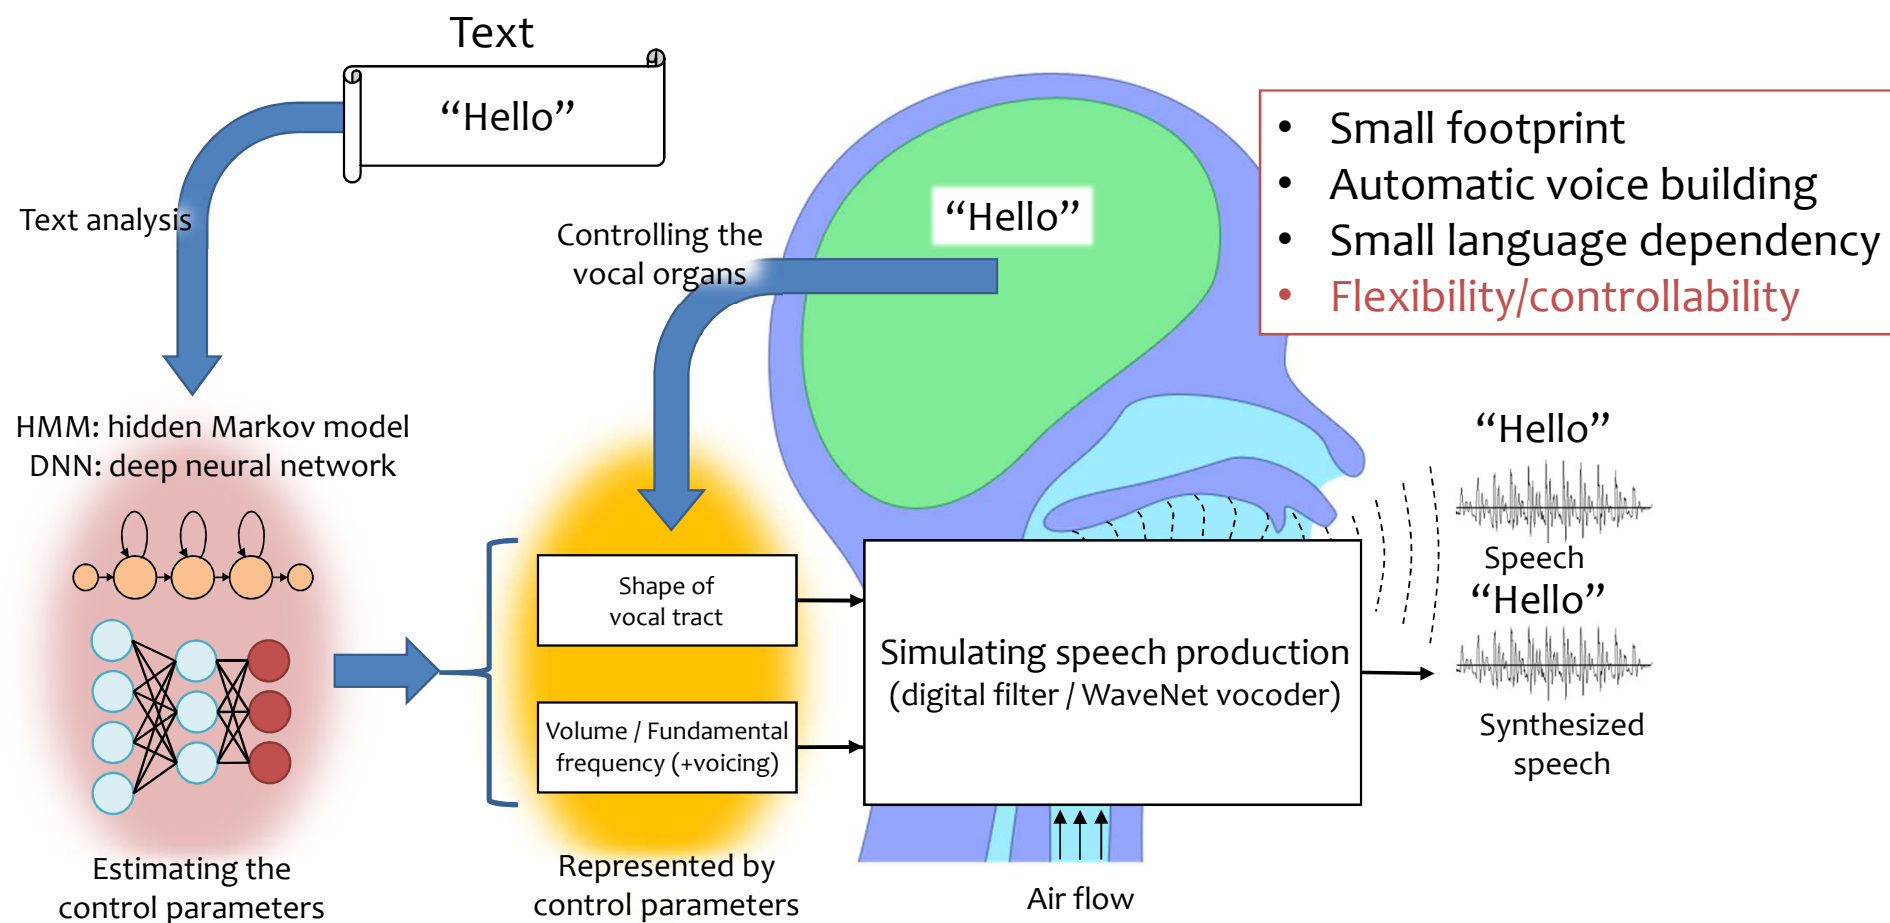 Text
“Hello”
Text analysis
HMM: hidden Markov model
DNN: deep neural network
Estimating the
control parameters
Controlling the
vocal organs
“Hello”
Shape of
vocal tract
Volume / Fundamental
frequency (+voicing)
Represented by
control parameters
Simulating speech production
(digital filter / WaveNet vocoder)
Air flow
• Small footprint
• Automatic voice building
• Small language dependency
• Flexibility/controllability
“Hello”
Speech
“Hello”
Synthesized
speech